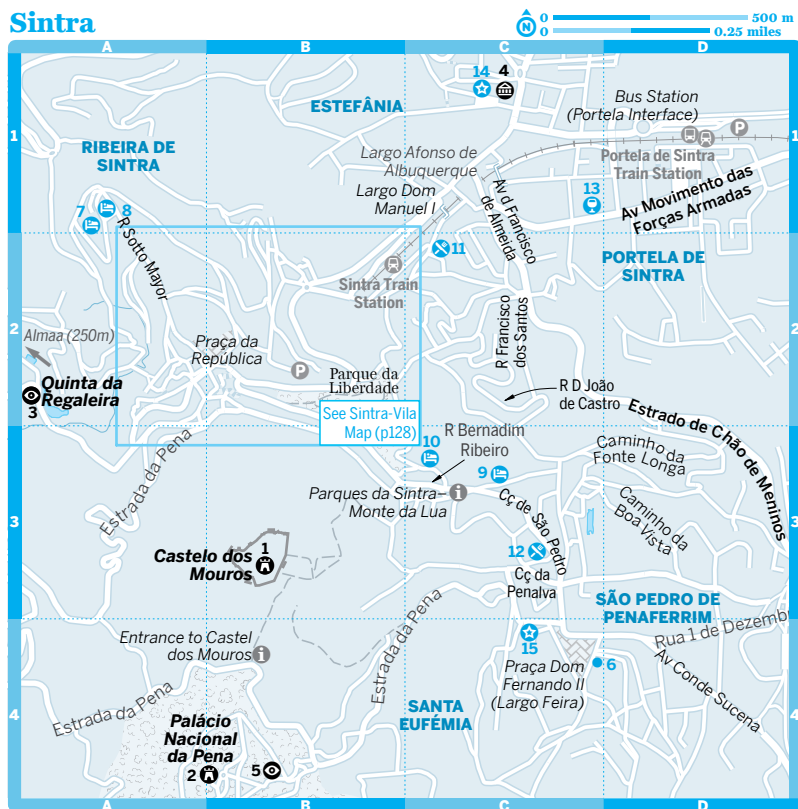 Sintra
N
0
500 m
0
0.25 miles
A
B
C
D
1
2
3
4
1
2
3
4
14
4
ESTEFÂNIA
Bus Station
(Portela Interface)
P
RIBEIRA DE
SINTRA
Largo Afonso de
Albuquerque
Largo Dom
Manuel I
Portela de Sintra
Train Station
13
Av Movimento das
Forças Armadas
Av d Francisco
de Almeida
7
8
R Sotto Mayor
11
Sintra Train
Station
PORTELA DE
SINTRA
Almaa (250m)
Praça da
República
P
Parque da
Liberdade
R Francisco
dos Santos
Quinta da
Regaleira
3
R D João
de Castro
See Sintra-Vila
Map (p128)
Estrado de Chão de Meninos
10
R Bernadim
Ribeiro
Caminho da
Fonte Longa
Estrada da Pena
9
Parques da Sintra–
Monte da Lua
i
Cç de São Pedro
Caminho da
Boa Vista
Castelo dos
Mouros
1
12
Cç da
Penalva
SÃO PEDRO DE
PENAFERRIM
Entrance to Castel
dos Mouros
i
Estrada da Pena
15
Rua 1 de Dezembr
Praça Dom
Fernando II
(Largo Feira)
6
Av Conde Sucena
Estrada da Pena
SANTA
EUFÉMIA
Palácio
Nacional
da Pena
2
5
A
B
C
D